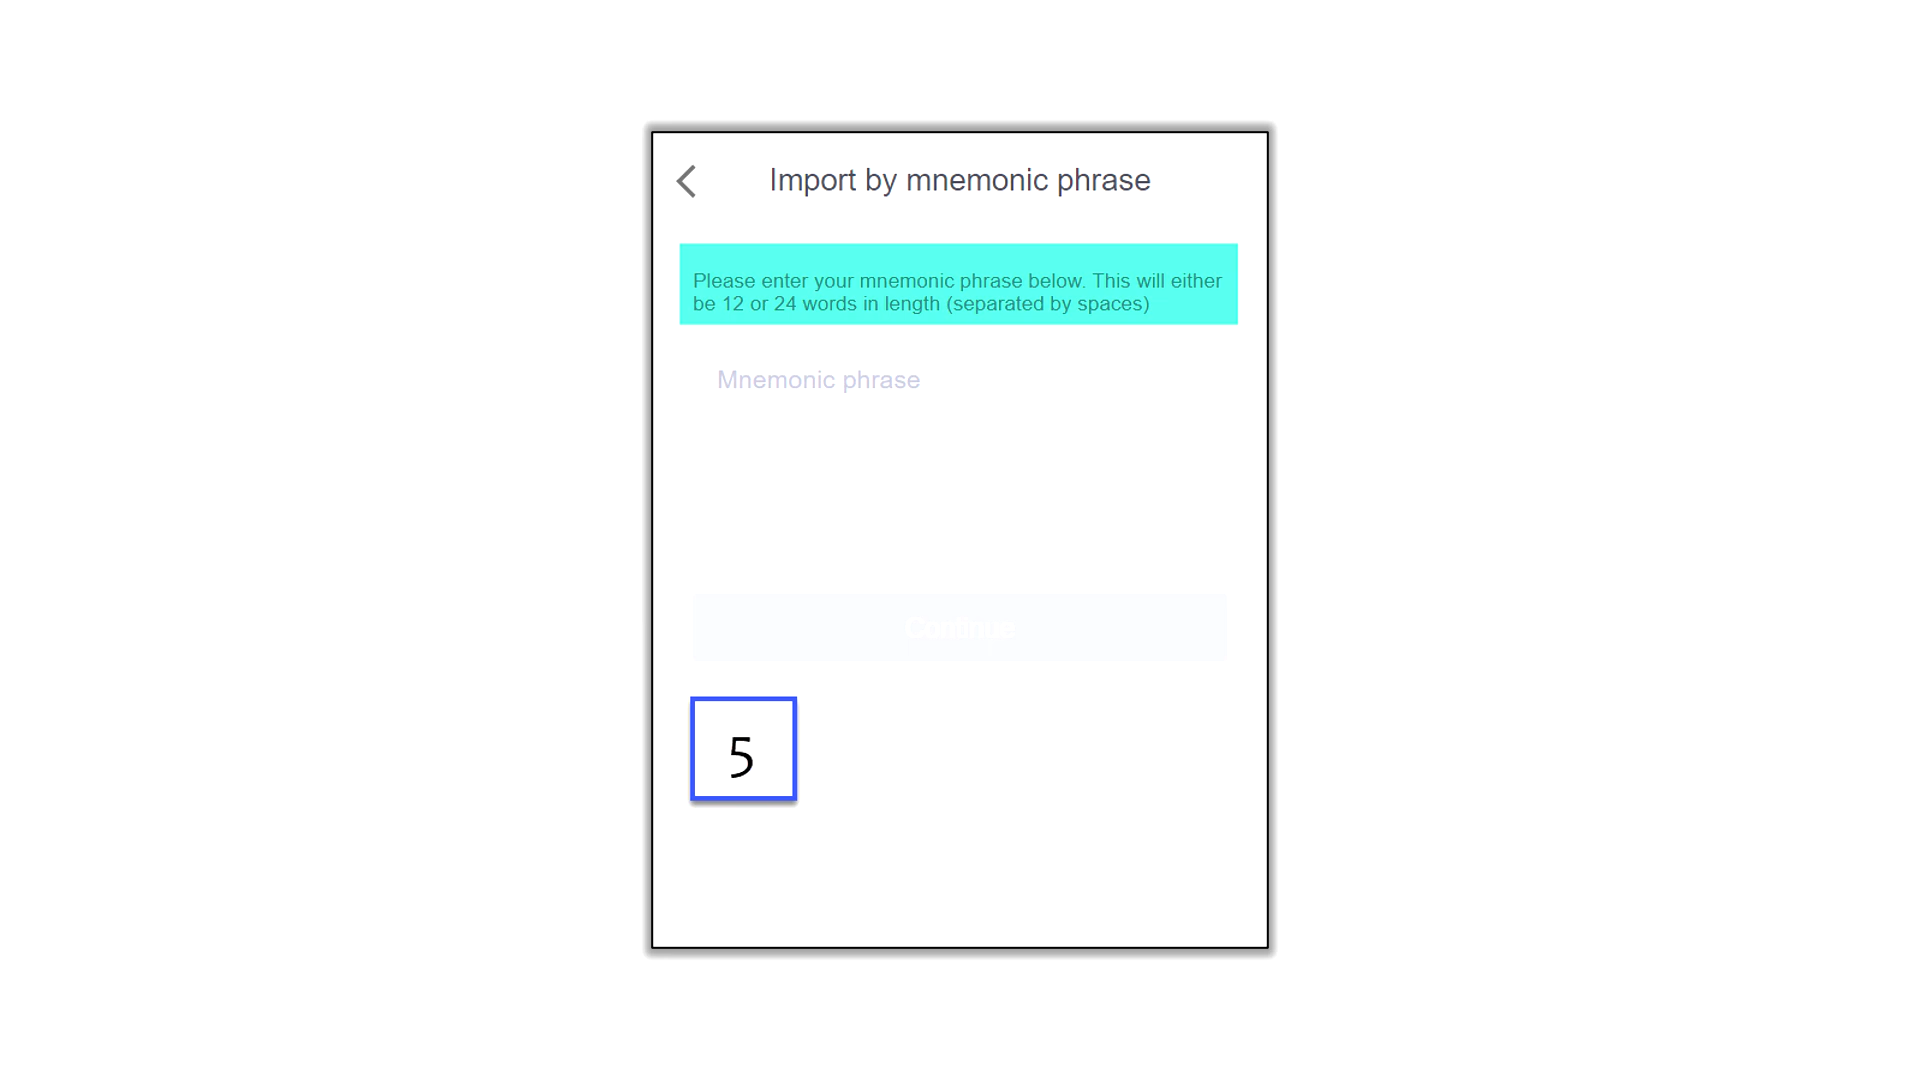 Import by mnemonic phrase
Please enter your mnemonic phrase below. This will either
be 12 or 24 words in length (separated by spaces)
Mnemonic phrase
Continue
5